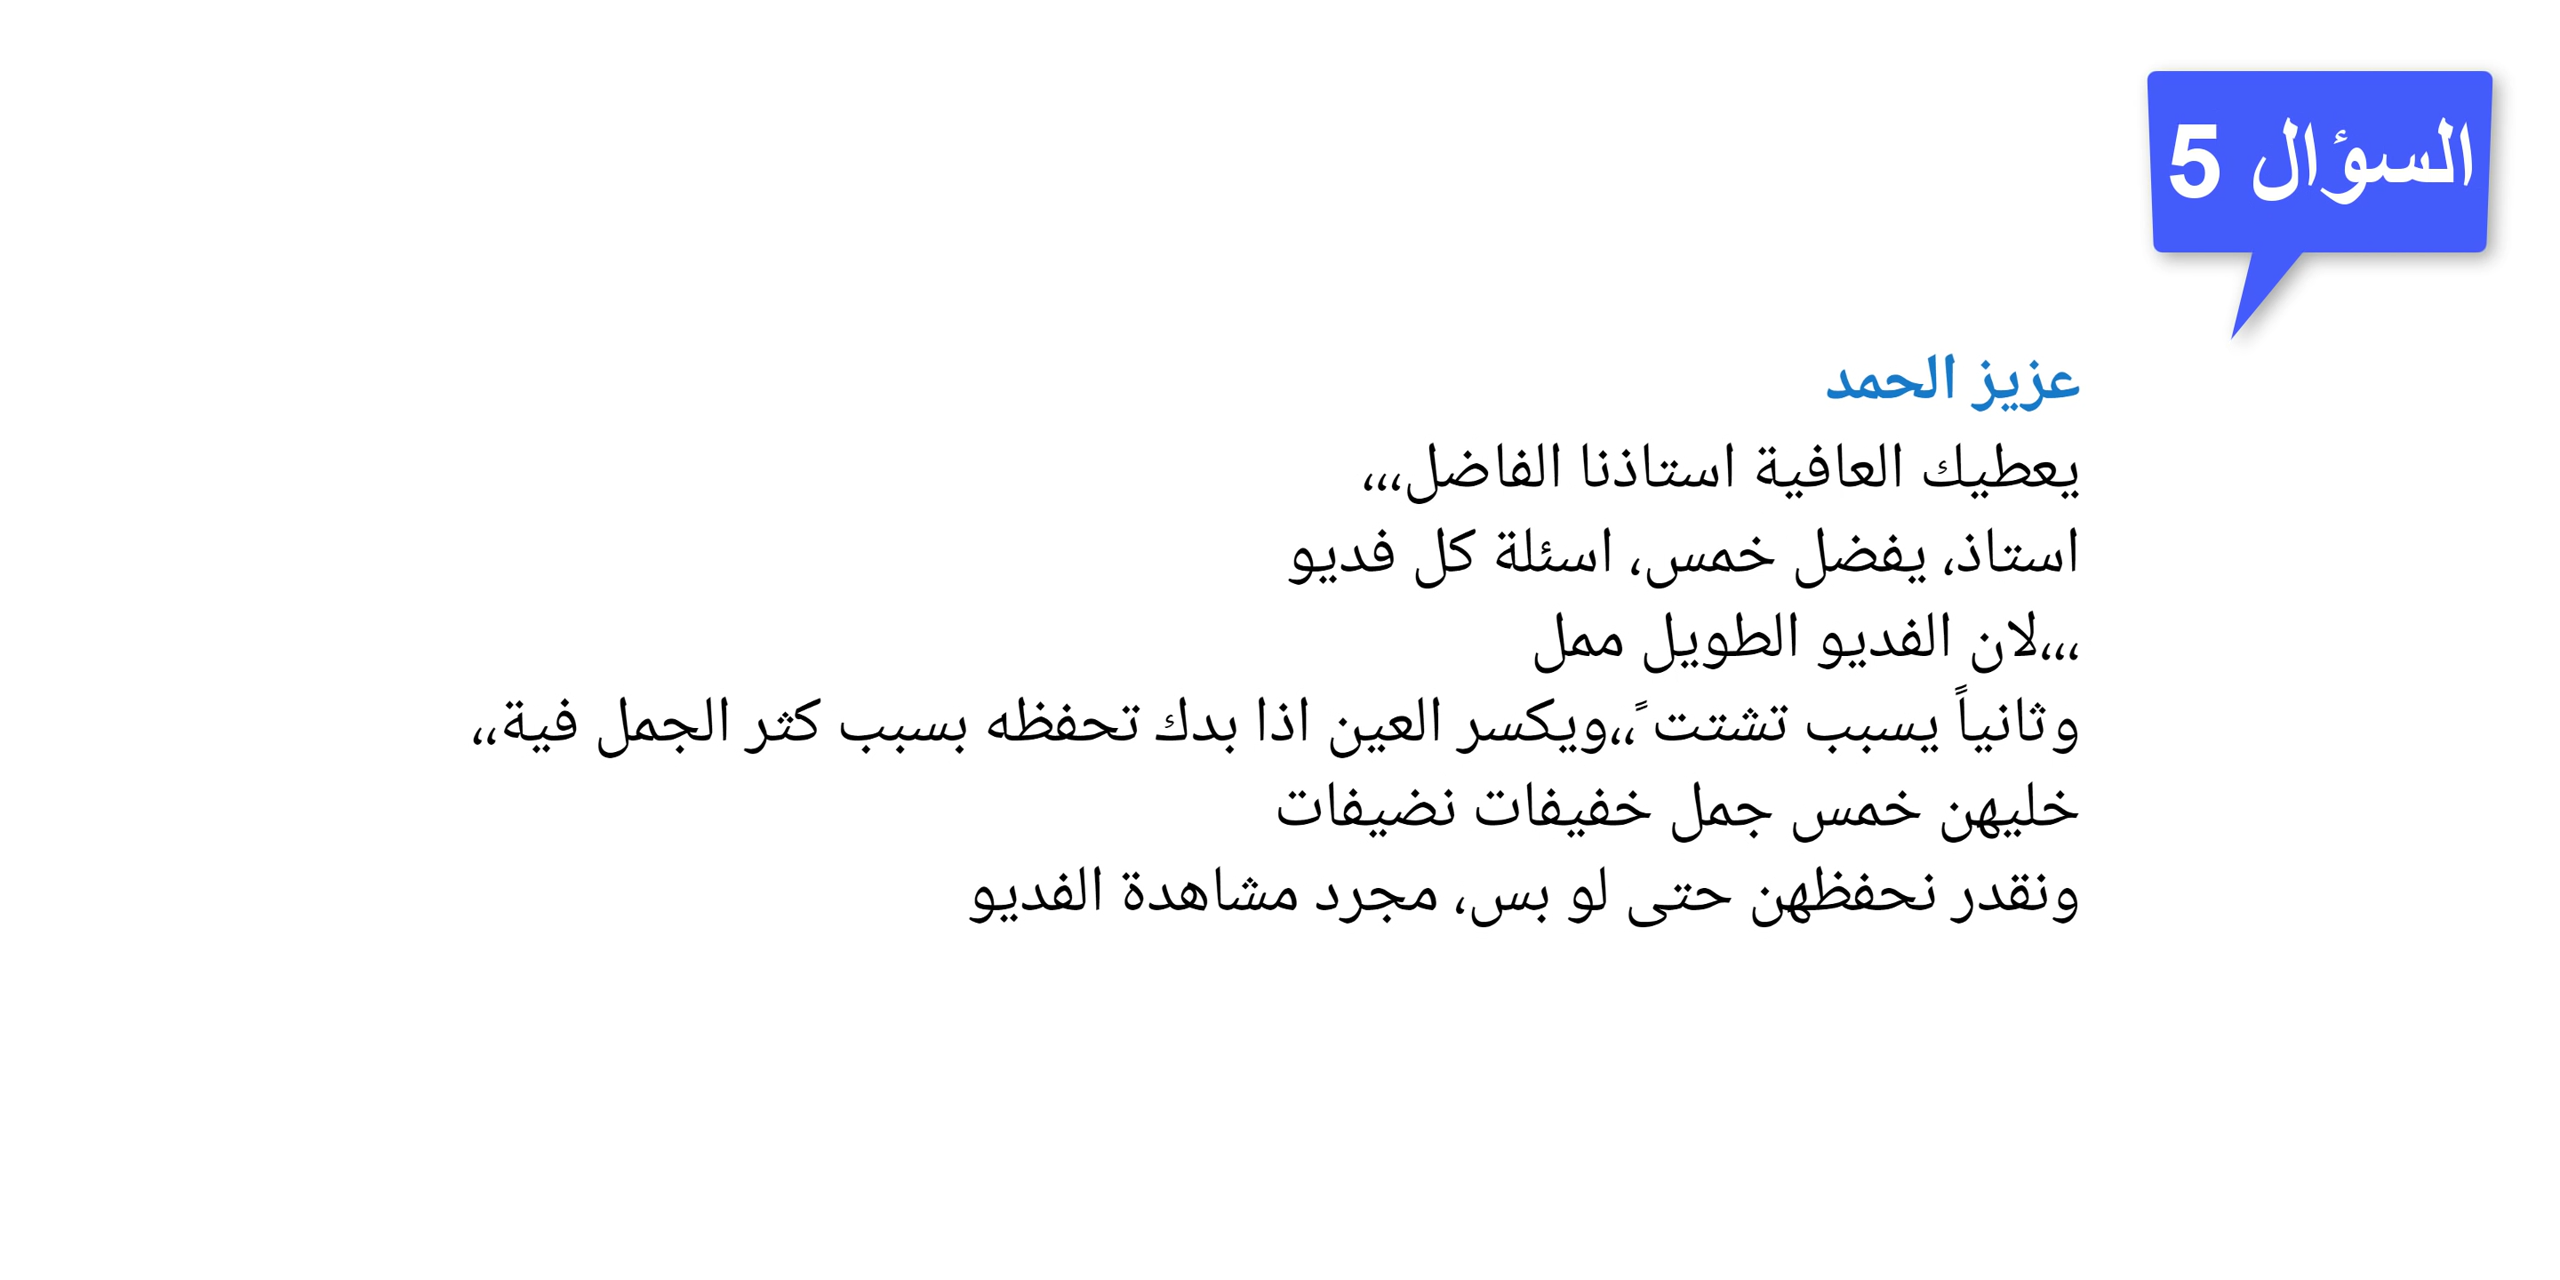 السؤال 5
عزيز الحمد
يعطيك العافية استاذنا الفاضل،،،
استاذ، يفضل خمس، اسئلة كل فديو
،،،لان الفديو الطويل ممل
وثانياً يسبب تشتت ً،،ويكسر العين اذا بدك تحفظه بسبب كثر الجمل فية،،
خليهن خمس جمل خفيفات نضيفات
ونقدر نحفظهن حتى لو بس، مجرد مشاهدة الفديو